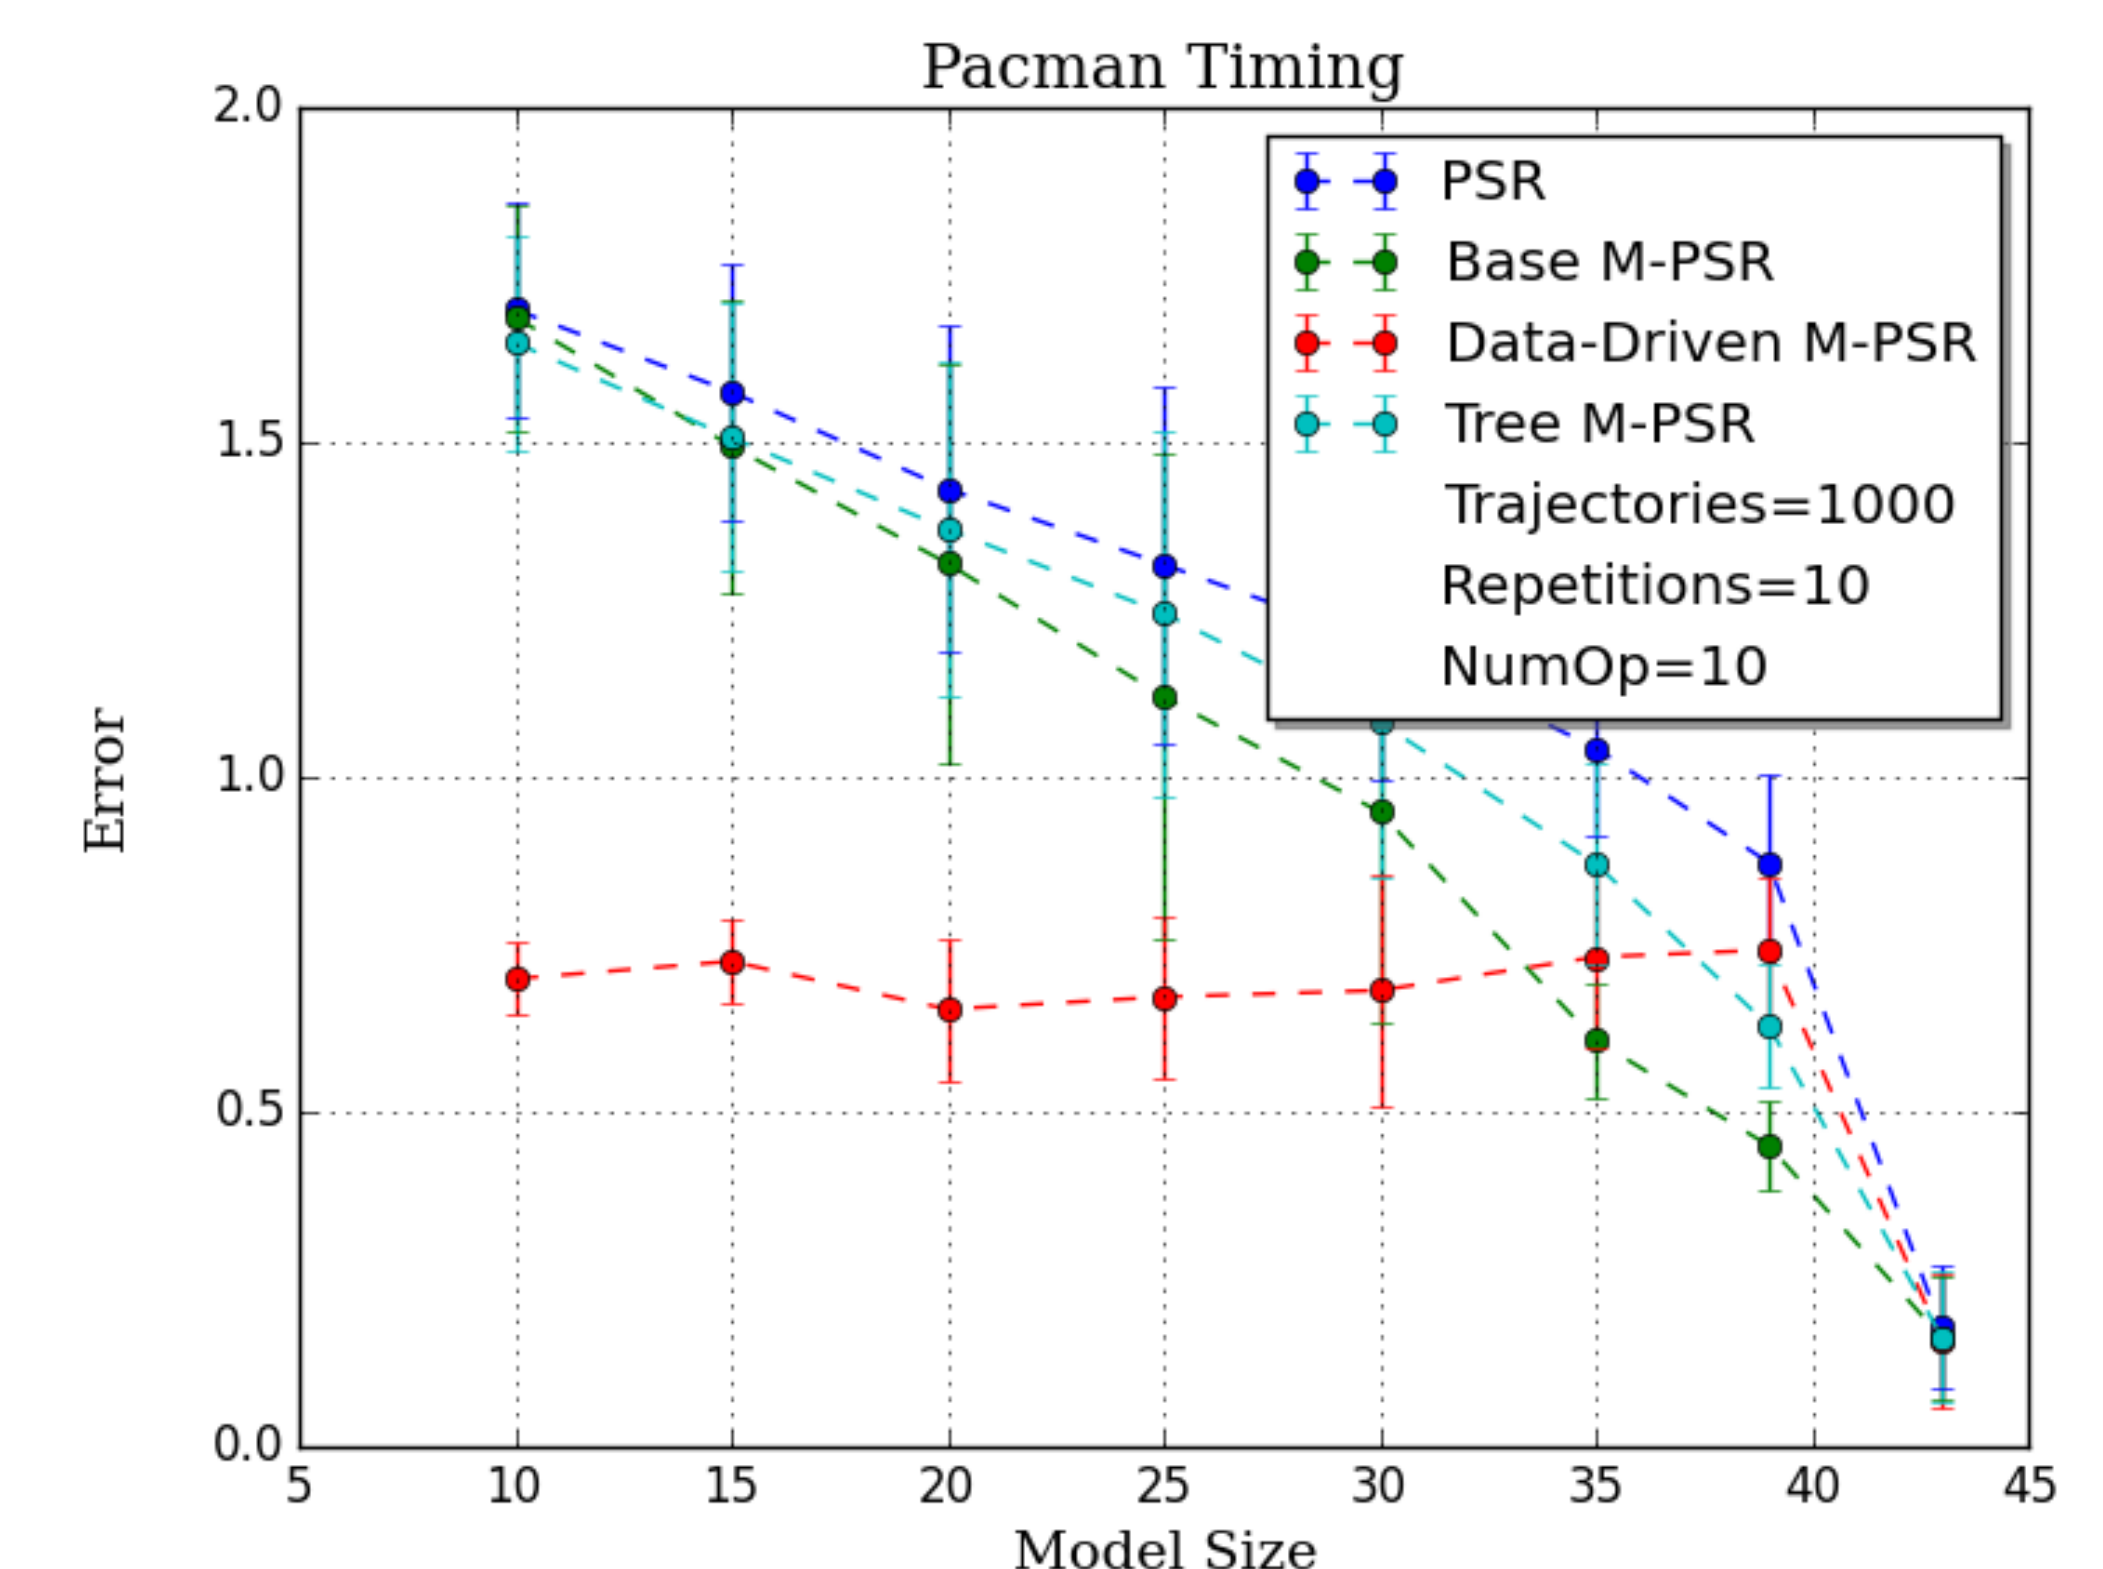 Pacman Timing
2.0
1.5
1.0
0.5
0.0
Error
PSR
Base M-PSR
Data-Driven M-PSR
Tree M-PSR
Trajectories=1000
Repetitions=10
NumOp=10
5 10 15 20 25 30 35 40 45
Model Size